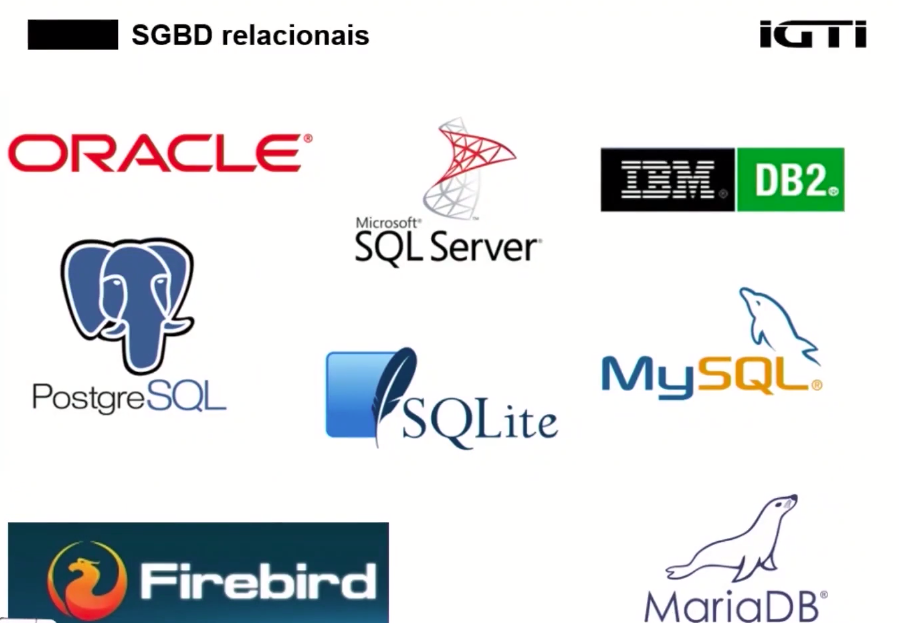 SGBD relacionais
iGTi
ORACLE®
Microsoft®
SQL Server®
IBM® DB2®
PostgreSQL
SQLite
MySQL®
Firebird
MariaDB®